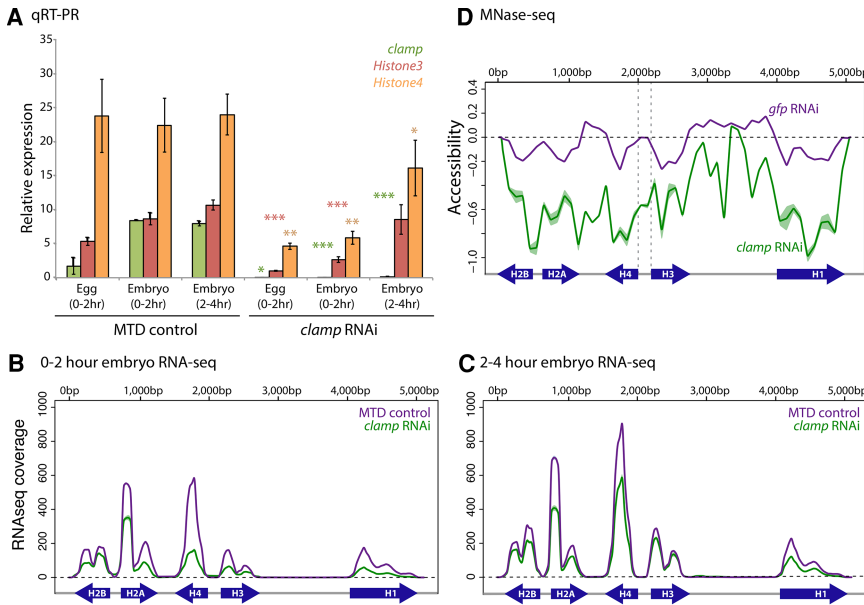 A qRT-PR
35
30
25
20
15
10
5
0
Relative expression
clamp
Histone3
Histone4
*
***
**
***
***
**
***
*
Egg
(0-2hr)
Embryo
(0-2hr)
Embryo
(2-4hr)
Egg
(0-2hr)
Embryo
(0-2hr)
Embryo
(2-4hr)
MTD control
clamp RNAi
D MNase-seq
0bp 1,000bp 2,000bp 3,000bp 4,000bp 5,000bp
0.4
0.2
0.0
−0.2
−0.6
−1.0
Accessibility
gfp RNAi
clamp RNAi
H2B H2A H4 H3 H1
B 0-2 hour embryo RNA-seq
0bp 1,000bp 2,000bp 3,000bp 4,000bp 5,000bp
1000
800
600
400
200
0
RNAseq coverage
MTD control
clamp RNAi
H2B H2A H4 H3 H1
C 2-4 hour embryo RNA-seq
0bp 1,000bp 2,000bp 3,000bp 4,000bp 5,000bp
1000
800
600
400
200
0
MTD control
clamp RNAi
H2B H2A H4 H3 H1